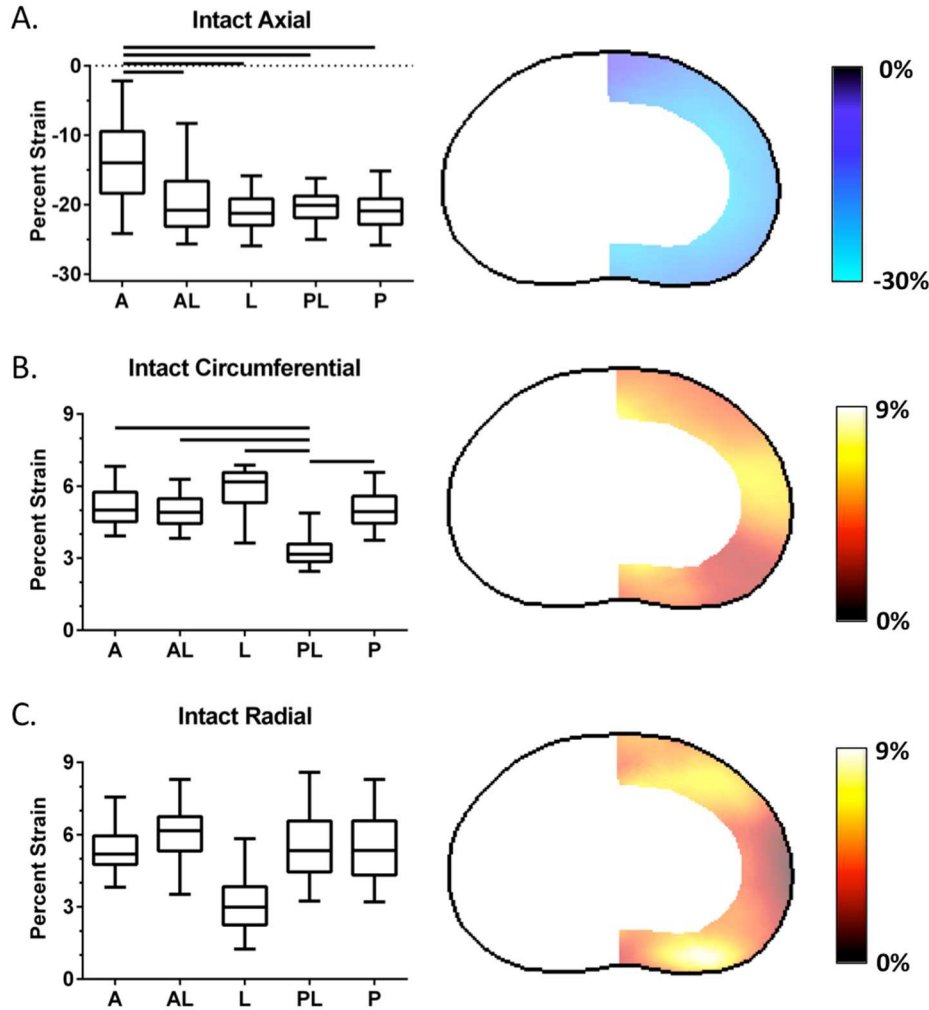 A.
Intact Axial
Percent Strain
0
-10
-20
-30
A AL L PL P
0%
-30%
B.
Intact Circumferential
Percent Strain
9
6
3
0
A AL L PL P
9%
0%
C.
Intact Radial
Percent Strain
9
6
3
0
A AL L PL P
9%
0%